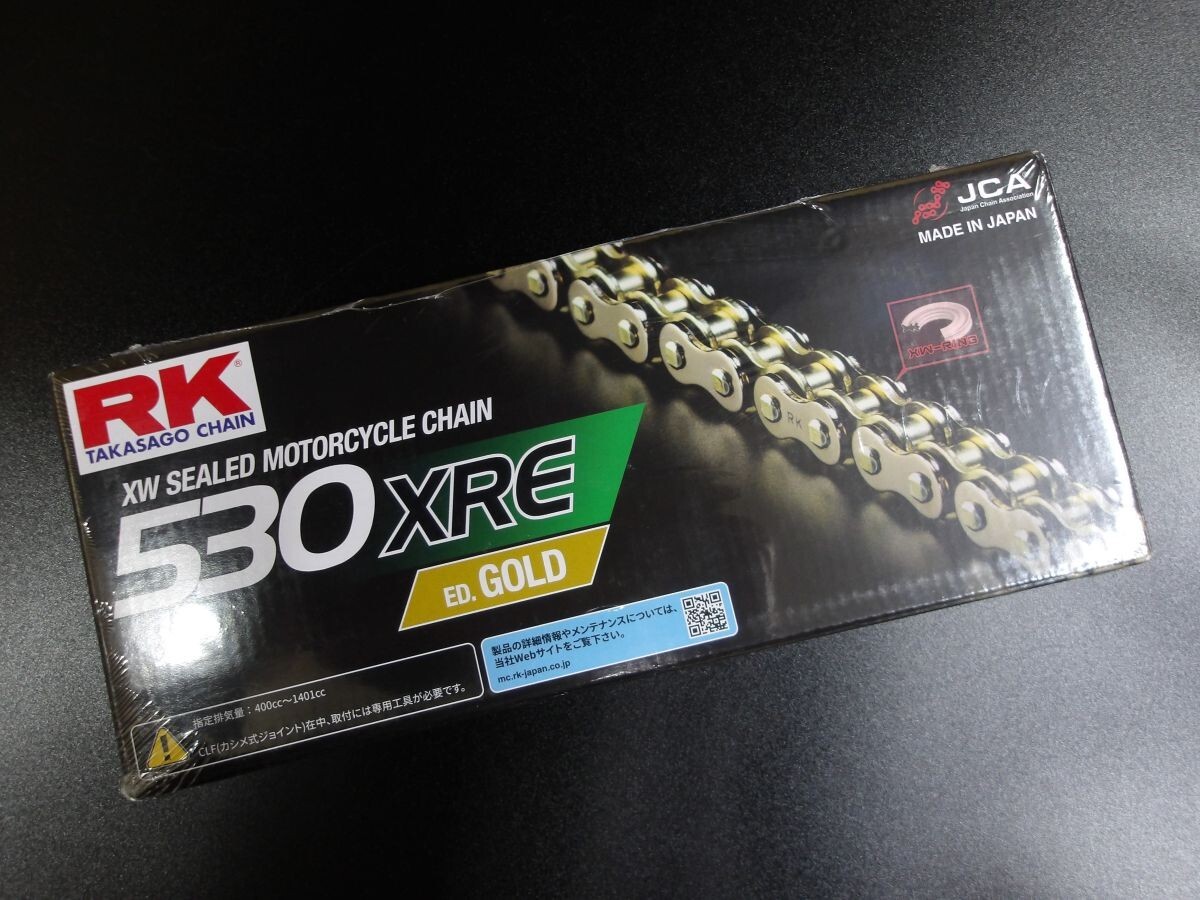 JCA
Japan Chain Association
MADE IN JAPAN
XW-RING
RK®
TAKASAGO CHAIN
XW SEALED MOTORCYCLE CHAIN
530XRE
ED. GOLD
RK
製品の詳細情報やメンテナンスについては、
当社Webサイトをご覧下さい。
mc.rk-japan.co.jp
指定排気量：400cc～1401cc
CLF(カシメ式ジョイント)在中、取付には専用工具が必要です。